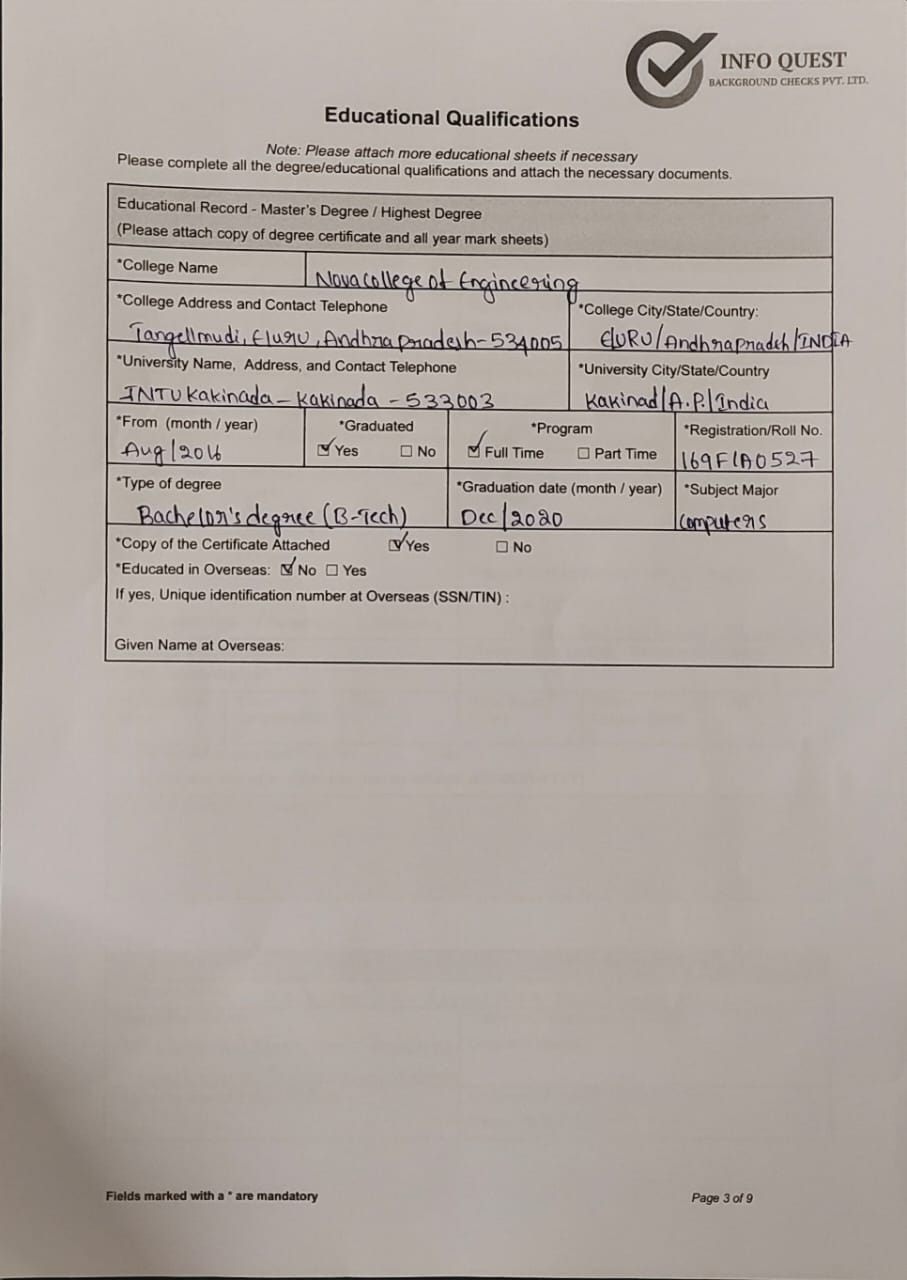 INFO QUEST
BACKGROUND CHECKS PVT. LTD.
Educational Qualifications
Note: Please attach more educational sheets if necessary
Please complete all the degree/educational qualifications and attach the necessary documents.
Educational Record - Master's Degree / Highest Degree
(Please attach copy of degree certificate and all year mark sheets)
*College Name
Nova college of Engineering
*College Address and Contact Telephone
*College City/State/Country:
Tangellmudi, Eluru, Andhra pradesh - 534005
ElURU/Andhrapradeh/INDIA
*University Name, Address, and Contact Telephone
*University City/State/Country
JNTU Kakinada - Kakinada - 533003
Kakinad/A.P./India
*From (month / year)
*Graduated
*Program
*Registration/Roll No.
Aug/2016
☑ Yes ☐ No
☑ Full Time ☐ Part Time
169F1A0527
*Type of degree
*Graduation date (month / year)
*Subject Major
Bachelor's degree (B-Tech)
Dec/2020
Computers
*Copy of the Certificate Attached ☑ Yes ☐ No
*Educated in Overseas: ☑ No ☐ Yes
If yes, Unique identification number at Overseas (SSN/TIN) :
Given Name at Overseas:
Fields marked with a * are mandatory
Page 3 of 9